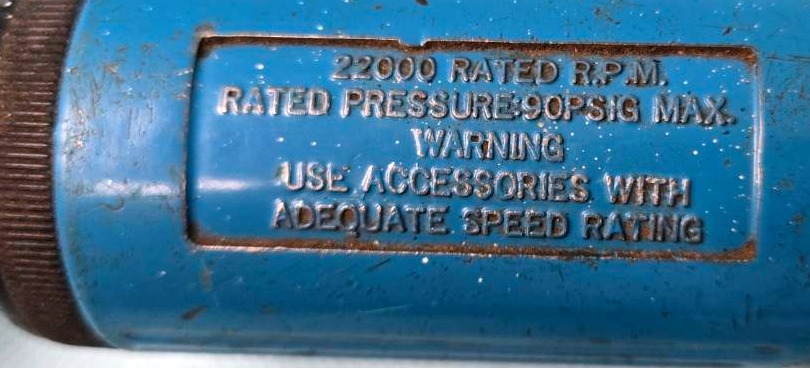 22000 RATED R.P.M.
RATED PRESSURE:90PSIG MAX.
WARNING
USE ACCESSORIES WITH
ADEQUATE SPEED RATING